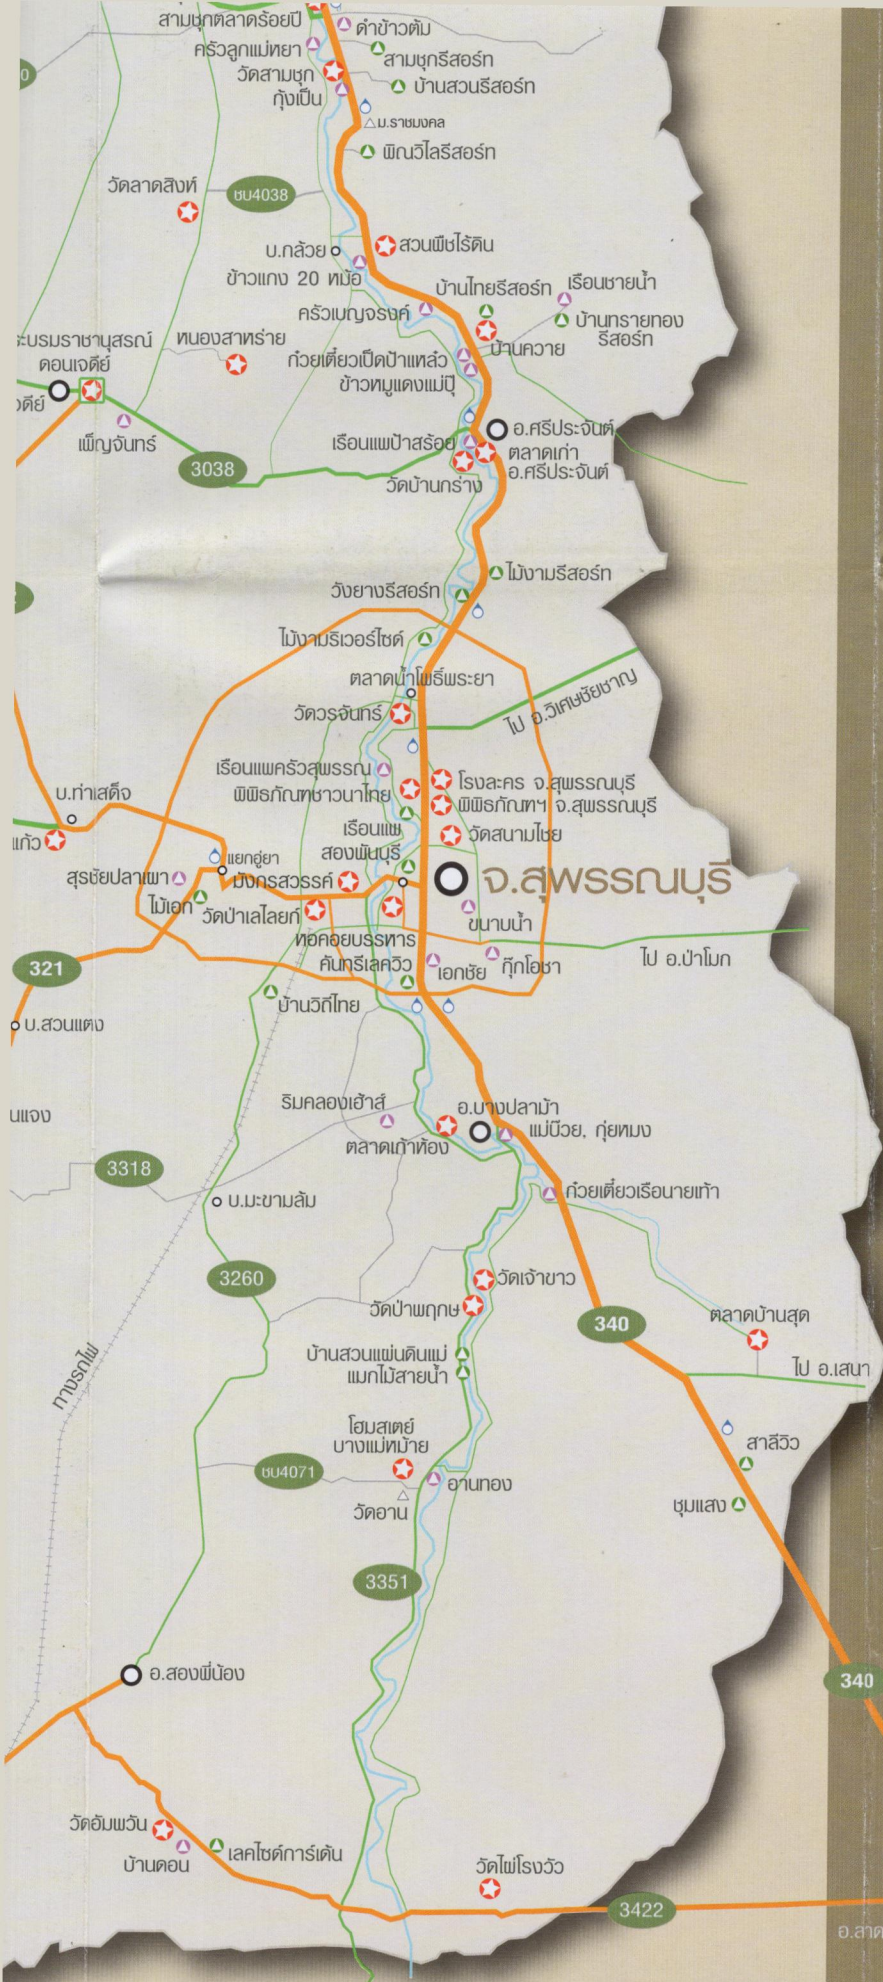 สามชุกตลาดร้อยปี
ดำข้าวต้ม
ครัวลูกแม่หยา
สามชุกรีสอร์ท
วัดสามชุก
บ้านสวนรีสอร์ท
กุ้งเป็น
ม.ราชมงคล
พิณวิไลรีสอร์ท
วัดลาดสิงห์
ชบ4038
บ.กล้วย
สวนพืชไร้ดิน
ข้าวแกง 20 หม้อ
บ้านไทยรีสอร์ท
เรือนชายน้ำ
ครัวเบญจรงค์
บ้านทรายทอง
รีสอร์ท
ะบรมราชานุสรณ์
ดอนเจดีย์
หนองสาหร่าย
บ้านควาย
ก๋วยเตี๋ยวเป็ดป้าแหล๋ว
ข้าวหมูแดงแม่ปุ๊
วดีย์
เพ็ญจันทร์
อ.ศรีประจันต์
เรือนแพป้าสร้อย
ตลาดเก่า
อ.ศรีประจันต์
3038
วัดบ้านกร่าง
ไม้งามรีสอร์ท
วังยางรีสอร์ท
ไม้งามริเวอร์ไซด์
ตลาดน้ำโพธิ์พระยา
วัดวรจันทร์
ไป อ.วิเศษชัยชาญ
เรือนแพครัวสุพรรณ
โรงละคร จ.สุพรรณบุรี
พิพิธภัณฑชาวนาไทย
พิพิธภัณฑฯ จ.สุพรรณบุรี
บ.ท่าเสด็จ
เรือนแพ
วัดสนามไชย
แก้ว
สองพันบุรี
แยกอู่ยา
สุรชัยปลาเผา
มังกรสวรรค์
จ.สุพรรณบุรี
ไม้เอก
วัดป่าเลไลยก์
ขนาบน้ำ
หอคอยบรรหาร
321
คันทรีเลควิว
เอกชัย
กุ๊กโอชา
ไป อ.ป่าโมก
บ้านวิถีไทย
บ.สวนแตง
ริมคลองเฮ้าส์
อ.บางปลาม้า
นแจง
แม่บ๊วย, กุ่ยหมง
ตลาดเก้าห้อง
3318
บ.มะขามล้ม
ก๋วยเตี๋ยวเรือนายเท้า
3260
วัดเจ้าขาว
วัดป่าพฤกษ์
ตลาดบ้านสุด
340
ทางรถไฟ
บ้านสวนแผ่นดินแม่
แมกไม้สายน้ำ
ไป อ.เสนา
โฮมสเตย์
บางแม่หม้าย
สาลีวิว
ชบ4071
อานทอง
วัดอาน
ชุมแสง
3351
อ.สองพี่น้อง
340
วัดอัมพวัน
บ้านดอน
เลคไซด์การ์เด้น
วัดไผ่โรงวัว
3422
อ.ลาด